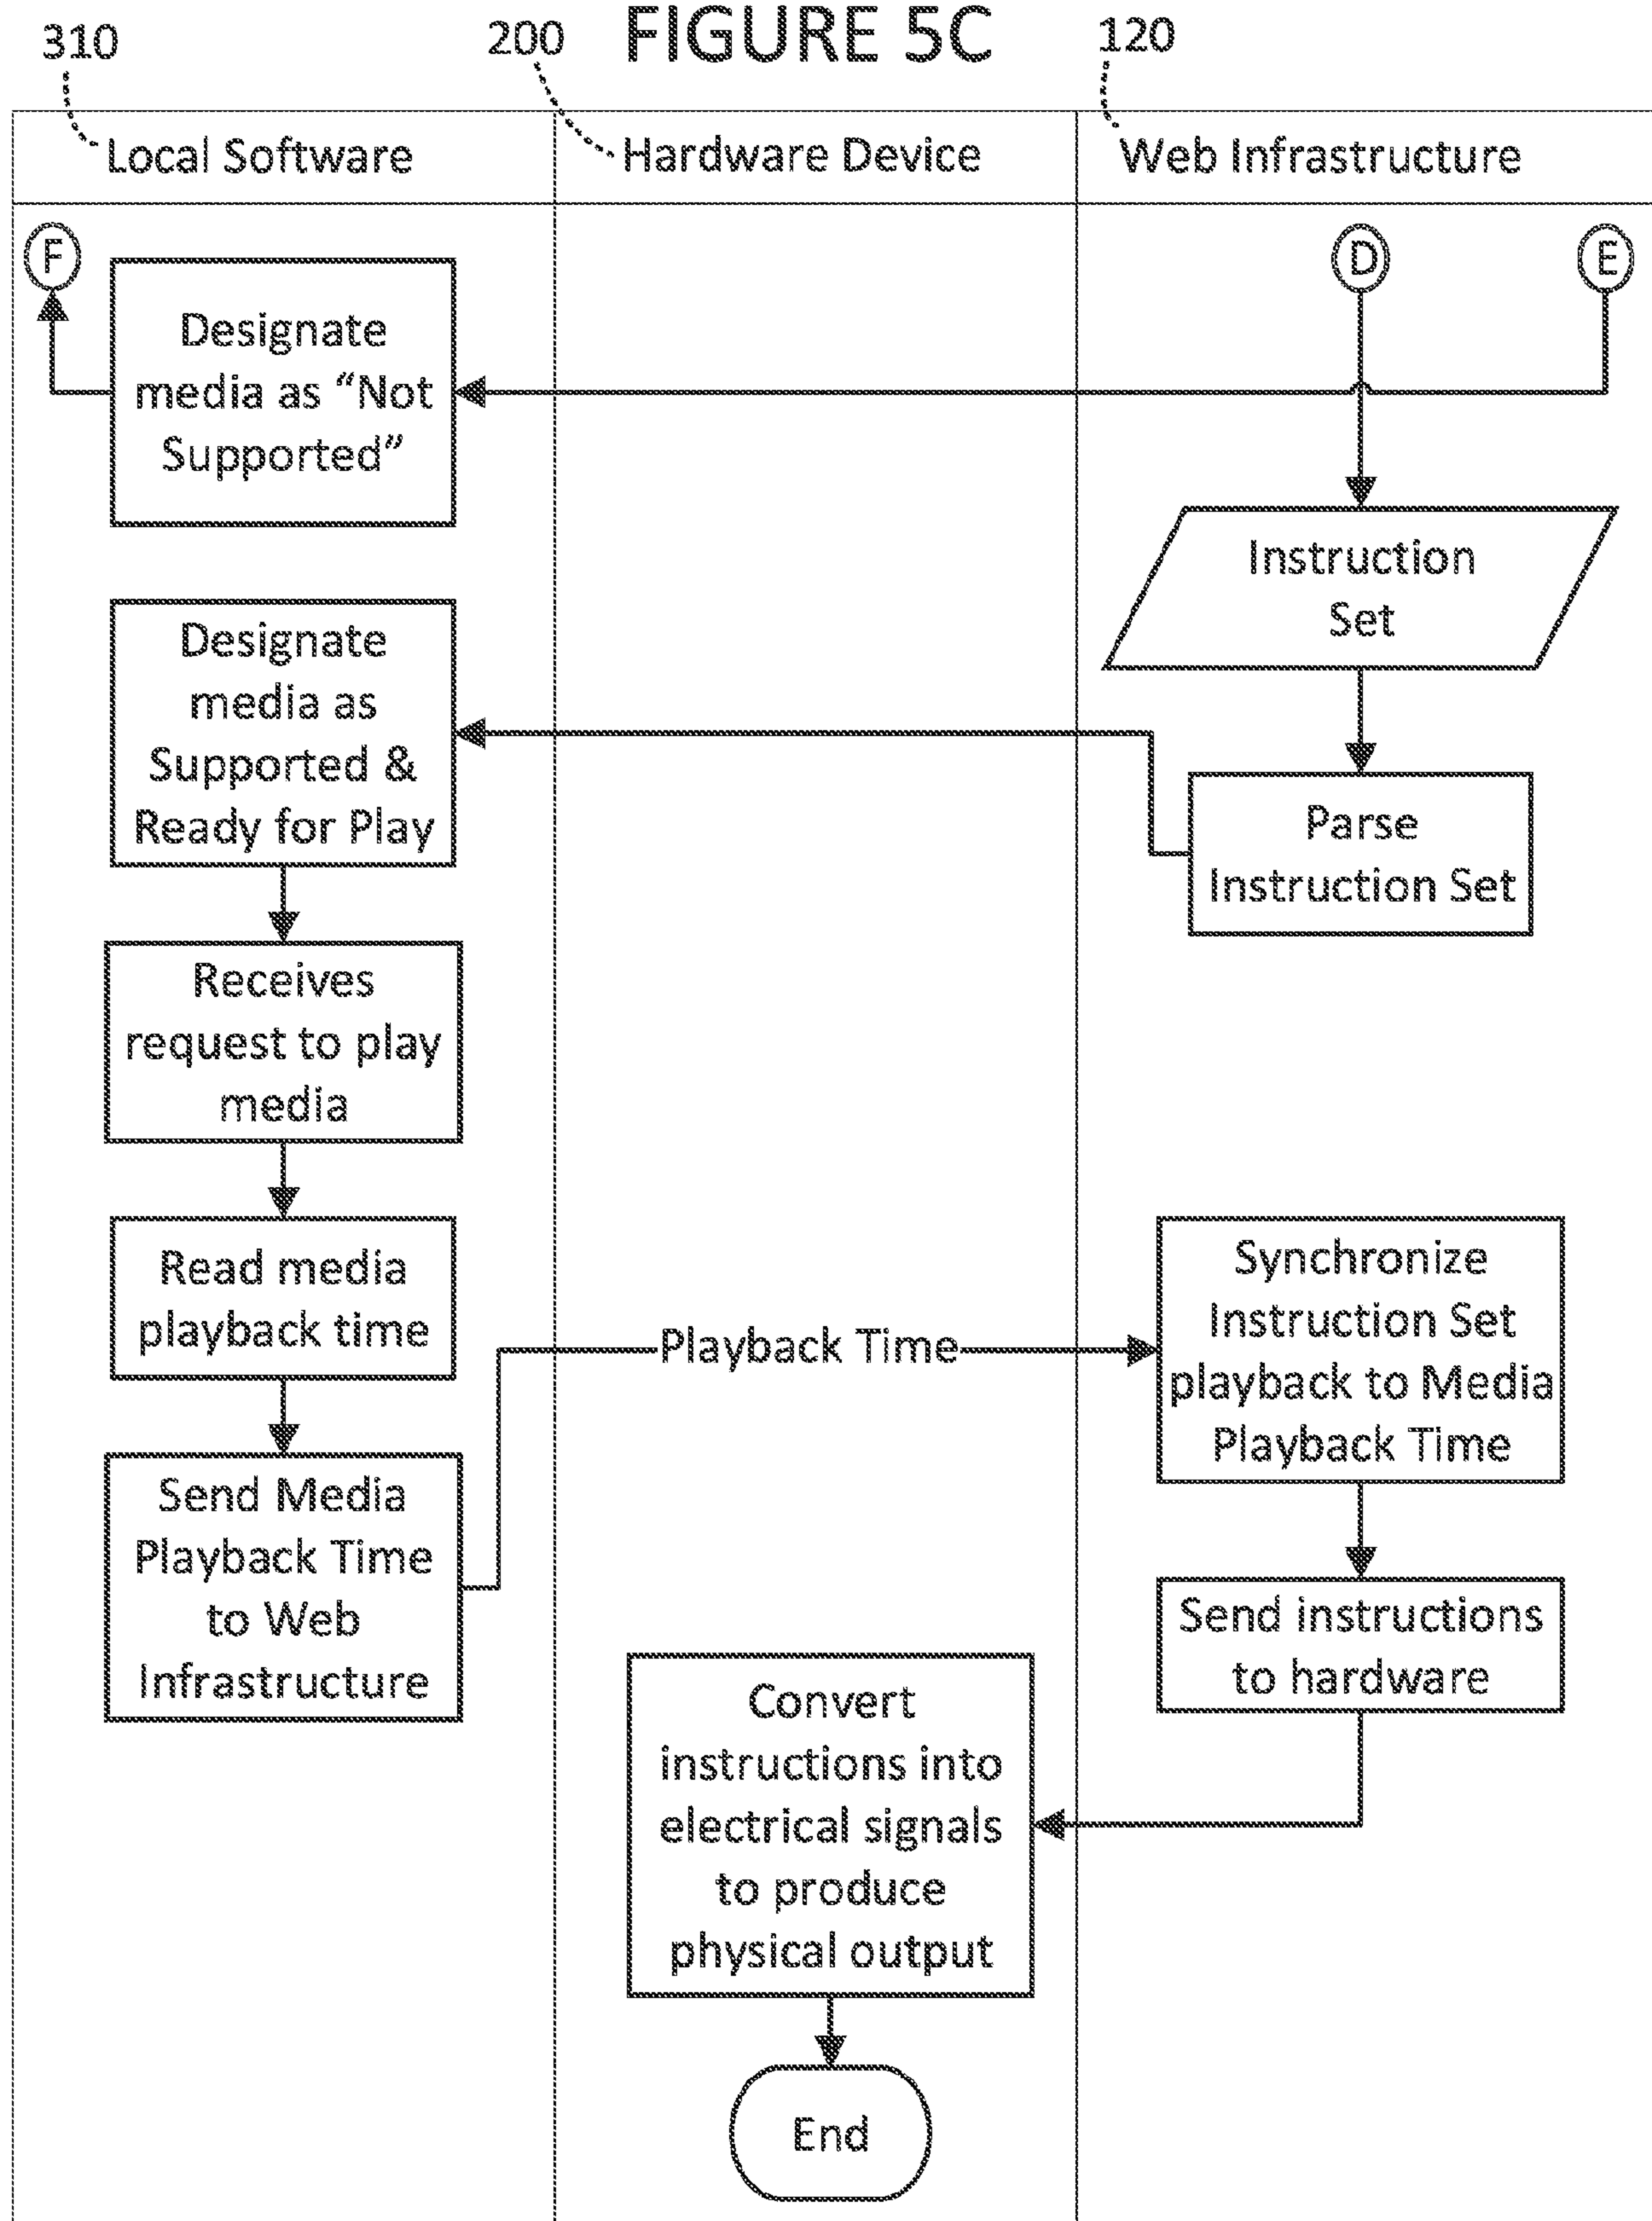 FIGURE 5C
310
200
120
Local Software
Hardware Device
Web Infrastructure
F
D
E
Designate
media as “Not
Supported”
Instruction
Set
Designate
media as
Supported &
Ready for Play
Parse
Instruction Set
Receives
request to play
media
Read media
playback time
Playback Time
Synchronize
Instruction Set
playback to Media
Playback Time
Send Media
Playback Time
to Web
Infrastructure
Send instructions
to hardware
Convert
instructions into
electrical signals
to produce
physical output
End